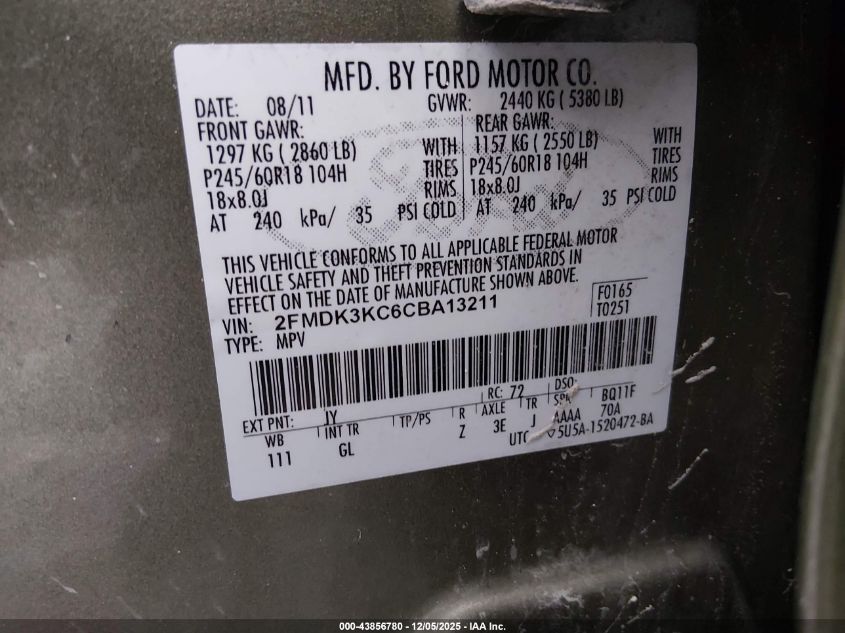 MFD. BY FORD MOTOR CO.
DATE: 08/11 GVWR: 2440 KG ( 5380 LB)
FRONT GAWR: REAR GAWR:
1297 KG ( 2860 LB) WITH 1157 KG ( 2550 LB) WITH
P245/60R18 104H TIRES P245/60R18 104H TIRES
18x8.0J RIMS 18x8.0J RIMS
AT 240 kPa/ 35 PSI COLD AT 240 kPa/ 35 PSI COLD
THIS VEHICLE CONFORMS TO ALL APPLICABLE FEDERAL MOTOR
VEHICLE SAFETY AND THEFT PREVENTION STANDARDS IN
EFFECT ON THE DATE OF MANUFACTURE SHOWN ABOVE.
VIN: 2FMDK3KC6CBA13211 F0165
TYPE: MPV T0251
EXT PNT: JY RC: 72 DSO:
WB INT TR TP/PS R AXLE TR SPR BQ11F
111 GL Z 3E J AAAA 70A
UTC 5U5A-1520472-BA
000-43856780 - 12/05/2025 - IAA Inc.